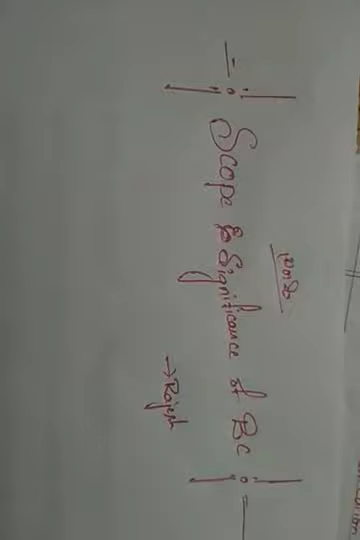 Scope & Significance of BC
→ Rajesh